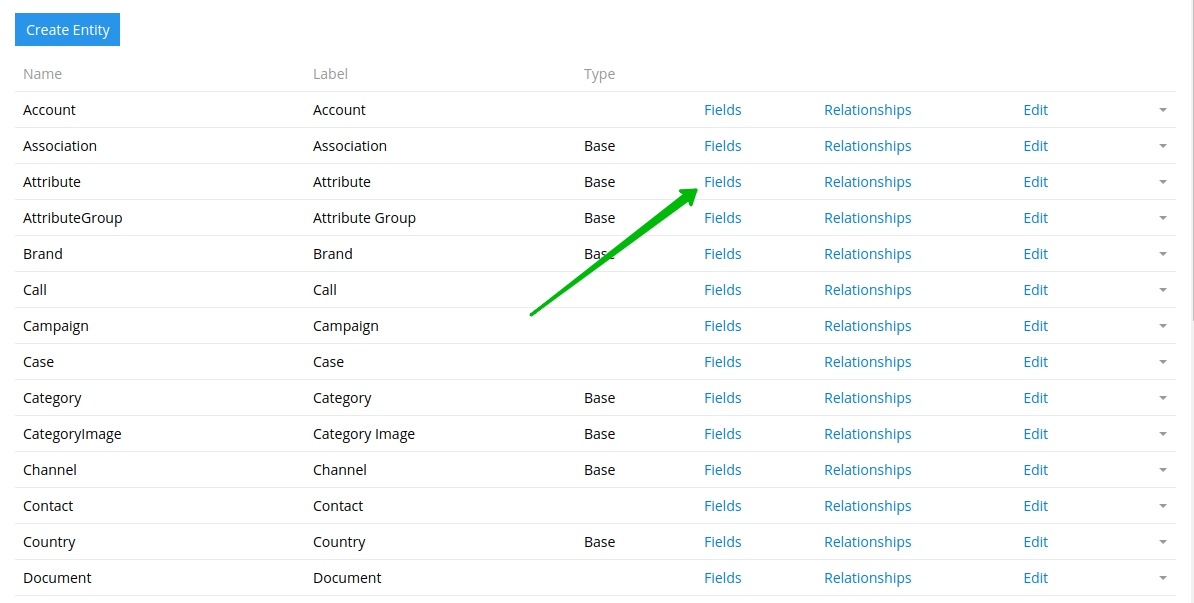 Create Entity
Name Label Type
Account Account Fields Relationships Edit
Association Association Base Fields Relationships Edit
Attribute Attribute Base Fields Relationships Edit
AttributeGroup Attribute Group Base Fields Relationships Edit
Brand Brand Base Fields Relationships Edit
Call Call Fields Relationships Edit
Campaign Campaign Fields Relationships Edit
Case Case Fields Relationships Edit
Category Category Base Fields Relationships Edit
CategoryImage Category Image Base Fields Relationships Edit
Channel Channel Base Fields Relationships Edit
Contact Contact Fields Relationships Edit
Country Country Base Fields Relationships Edit
Document Document Fields Relationships Edit